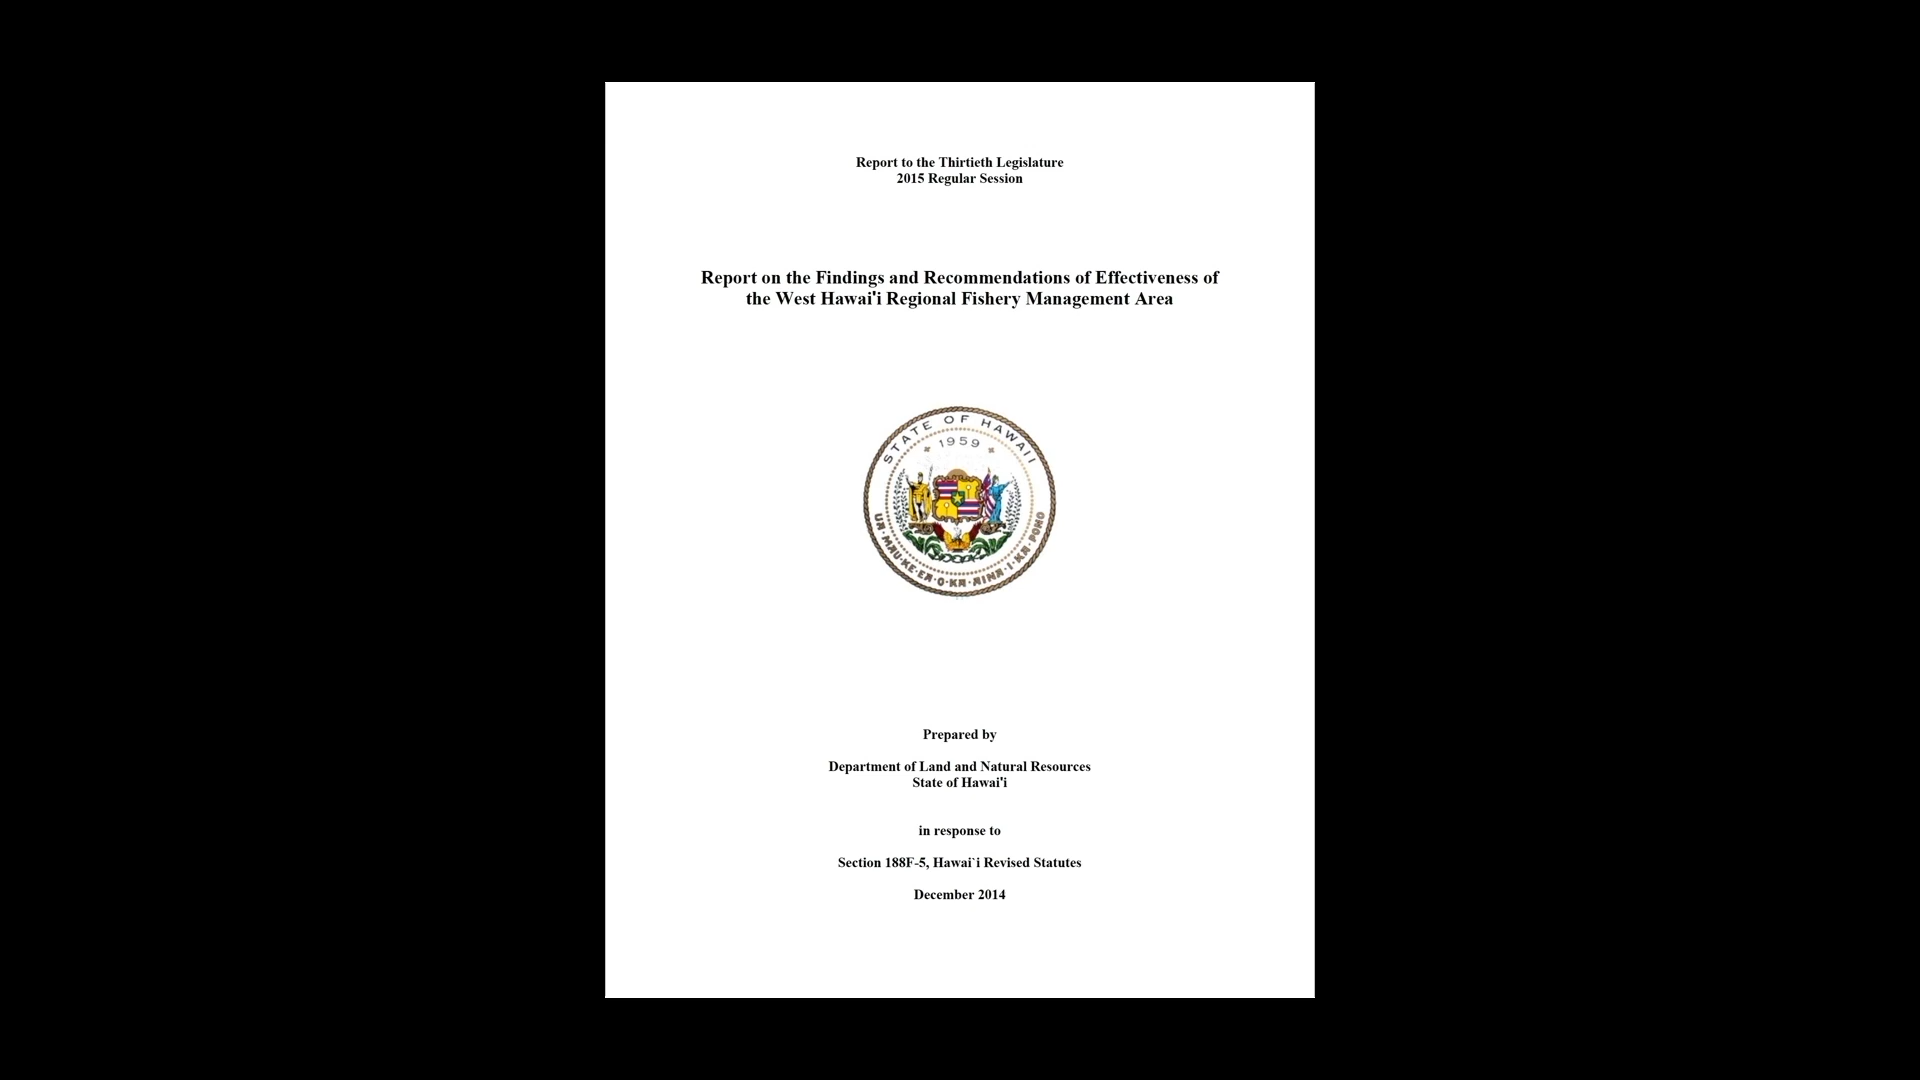 Report to the Thirtieth Legislature
2015 Regular Session
Report on the Findings and Recommendations of Effectiveness of
the West Hawai'i Regional Fishery Management Area
STATE OF HAWAII
1959
UA·MAU·KE·EA·O·KA·AINA·I·KA·PONO
Prepared by
Department of Land and Natural Resources
State of Hawai'i
in response to
Section 188F-5, Hawai`i Revised Statutes
December 2014